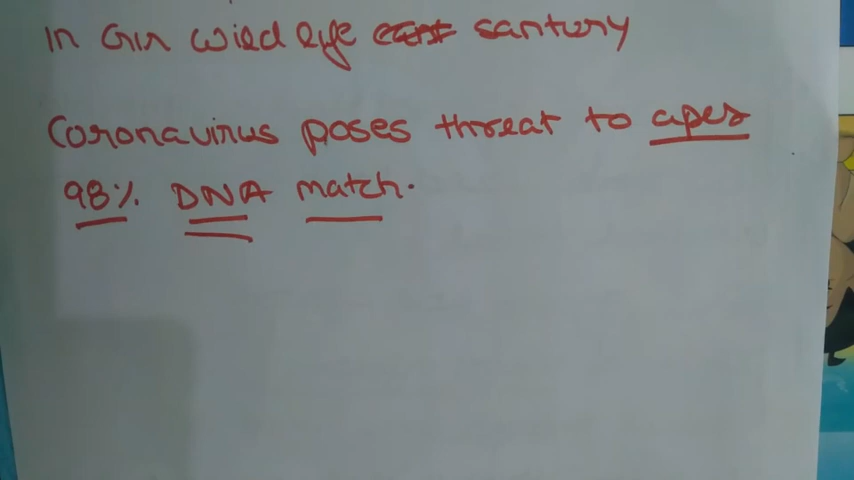 In Gir wild life santury
Coronavirus poses threat to apes
98% DNA match.